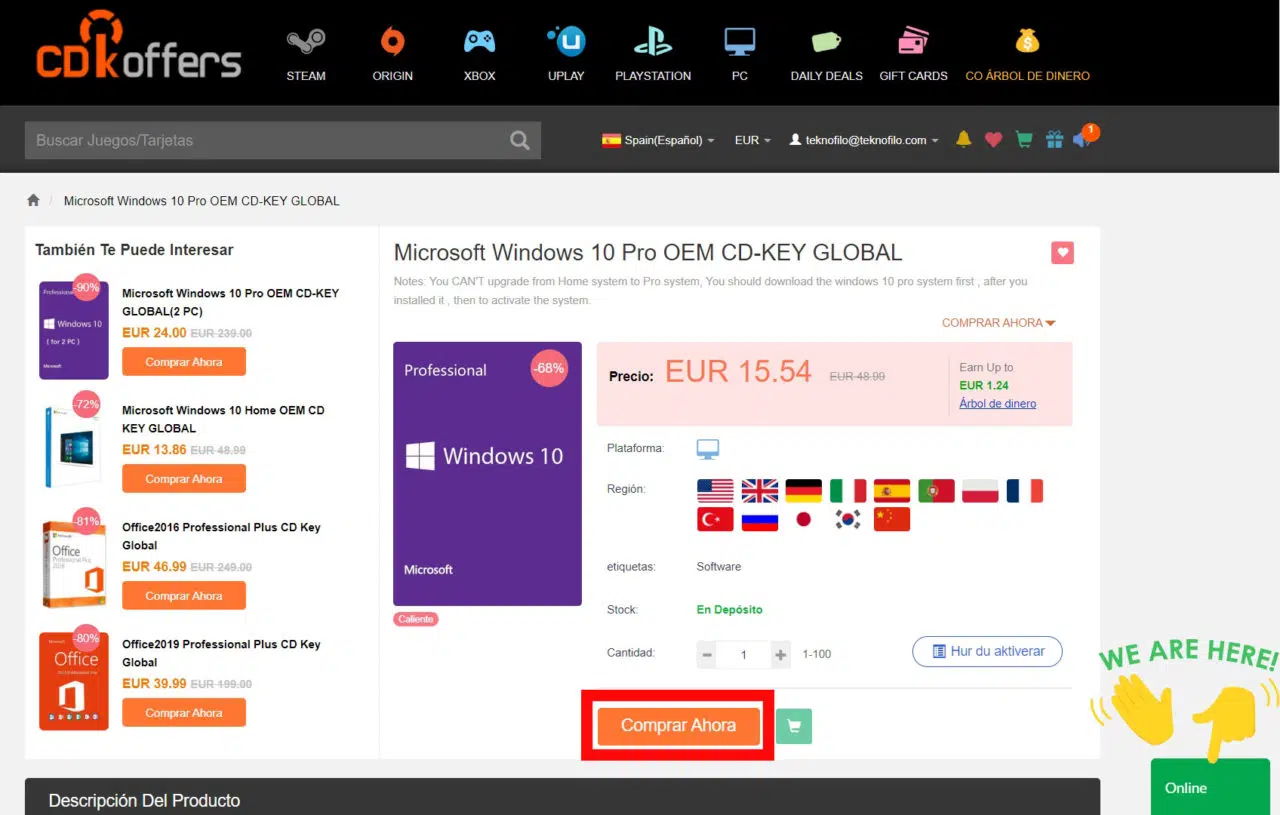 CDkoffers
STEAM
ORIGIN
XBOX
UPLAY
PLAYSTATION
PC
DAILY DEALS
GIFT CARDS
CO ÁRBOL DE DINERO
Buscar Juegos/Tarjetas
Spain(Español)
EUR
teknofilo@teknofilo.com
1
/ Microsoft Windows 10 Pro OEM CD-KEY GLOBAL
También Te Puede Interesar
-90%
Professional
Windows 10
( for 2 PC )
Microsoft
Microsoft Windows 10 Pro OEM CD-KEY
GLOBAL(2 PC)
EUR 24.00 EUR 239.00
Comprar Ahora
-72%
Microsoft Windows 10 Home OEM CD
KEY GLOBAL
EUR 13.86 EUR 48.99
Comprar Ahora
-81%
Office
Office2016 Professional Plus CD Key
Global
EUR 46.99 EUR 249.00
Comprar Ahora
-80%
Office
Office2019 Professional Plus CD Key
Global
EUR 39.99 EUR 199.00
Comprar Ahora
Microsoft Windows 10 Pro OEM CD-KEY GLOBAL
Notes: You CAN'T upgrade from Home system to Pro system, You should download the windows 10 pro system first , after you
installed it , then to activate the system.
COMPRAR AHORA
Professional
-68%
Windows 10
Microsoft
Caliente
Precio: EUR 15.54 EUR 48.99
Earn Up to
EUR 1.24
Árbol de dinero
Plataforma:
Región:
etiquetas: Software
Stock: En Depósito
Cantidad: - 1 + 1-100
Hur du aktiverar
Comprar Ahora
WE ARE HERE!
Online
Descripción Del Producto